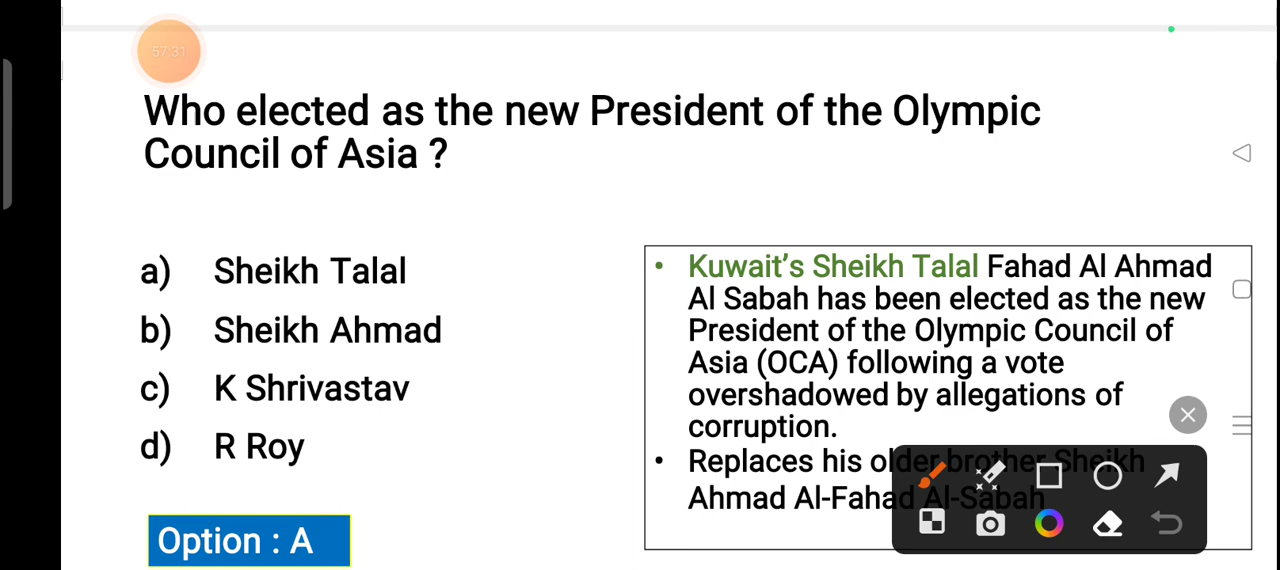 57:31
Who elected as the new President of the Olympic
Council of Asia ?
a) Sheikh Talal
b) Sheikh Ahmad
c) K Shrivastav
d) R Roy
Option : A
• Kuwait's Sheikh Talal Fahad Al Ahmad
Al Sabah has been elected as the new
President of the Olympic Council of
Asia (OCA) following a vote
overshadowed by allegations of
corruption.
• Replaces his older brother Sheikh
Ahmad Al-Fahad Al-Sabah